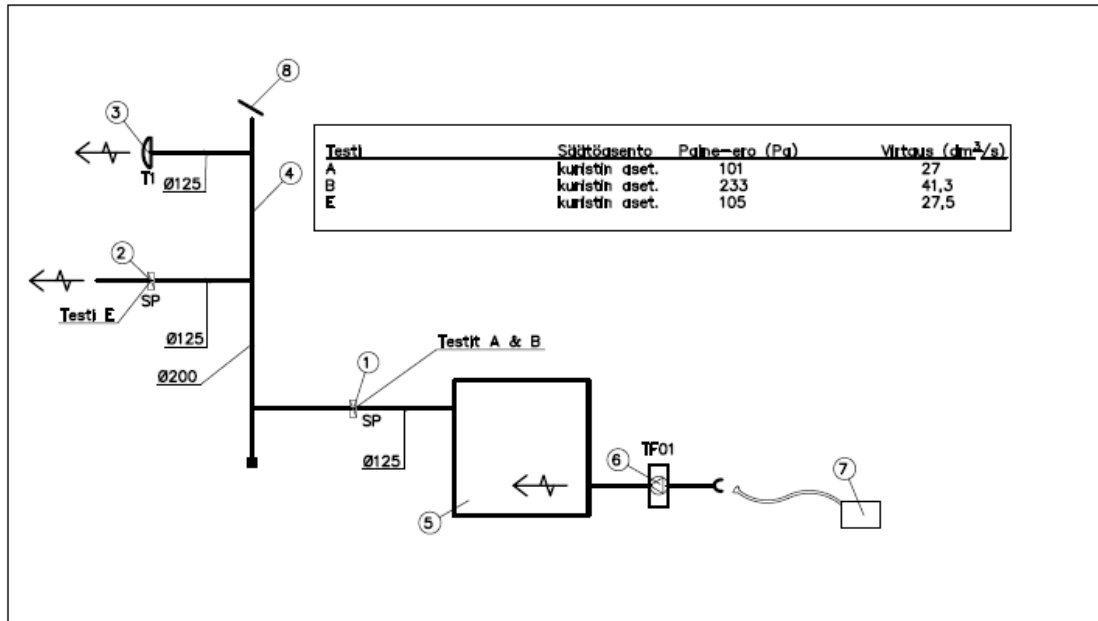 8
3
T1
Ø125
4
Testi Säätöasento Paine-ero (Pa) Virtaus (dm³/s)
A kuristin aset. 101 27
B kuristin aset. 233 41,3
E kuristin aset. 105 27,5
2
SP
Testi E
Ø125
Ø200
1
Testit A & B
SP
Ø125
TF01
6
7
5